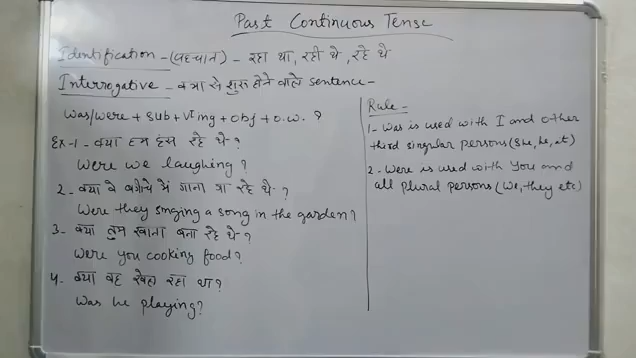 Past Continuous Tense
Identification - (पहचान) - रहा था, रही थे, रहे थे
Interrogative - क्या से शुरू होने वाले sentence -
Was/were + Sub + V1 ing + obj + o.w. ?
Ex-1 - क्या हम हंस रहे थे ?
Were we laughing ?
2 - क्या वे बगीचे में गाना गा रहे थे ?
Were they singing a song in the garden?
3 - क्या तुम खाना बना रहे थे ?
Were you cooking food?
4. क्या वह खेल रहा था?
Was he playing?
Rule -
1 - Was is used with I and other
third singular persons (She, he, it)
2 - Were is used with You and
all plural persons (We, they etc)